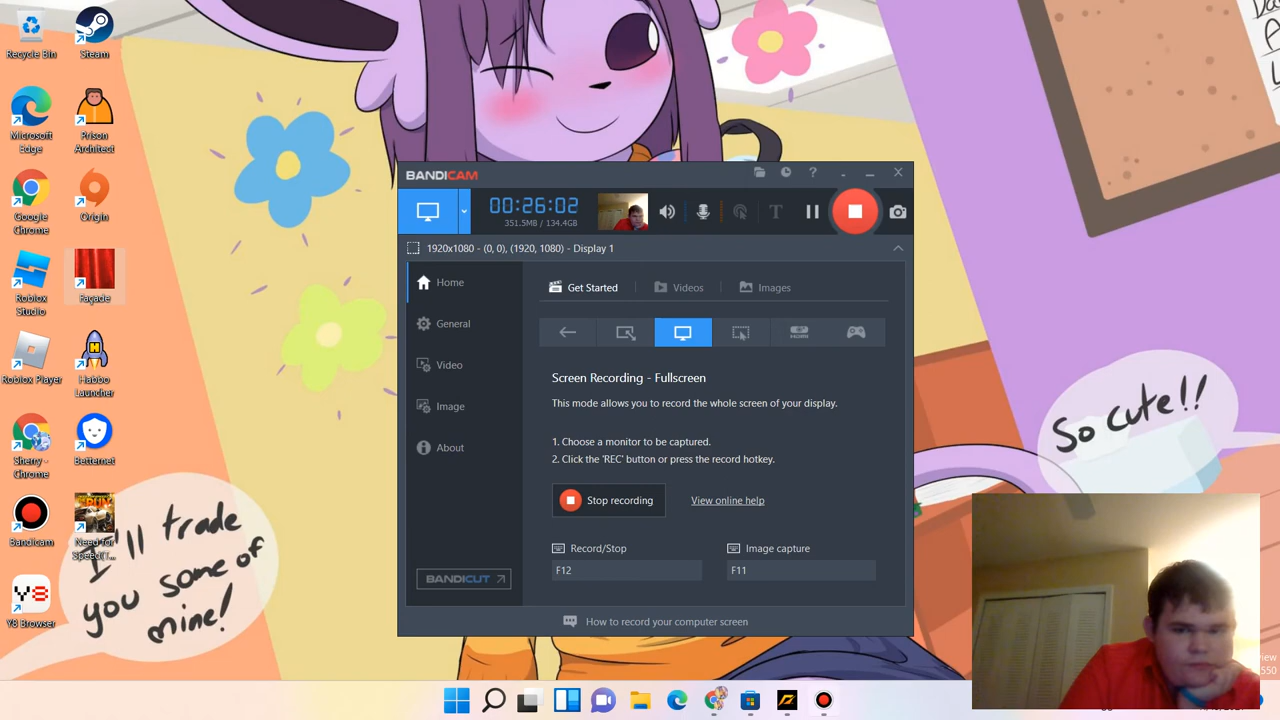 Recycle Bin
Steam
Microsoft
Edge
Prison
Architect
Google
Chrome
Origin
Roblox
Studio
Façade
Roblox Player
Habbo
Launcher
Sherry -
Chrome
Betternet
Bandicam
Need for
Speed(T...
Y8
Y8 Browser
I'll trade
you some of
mine!
So cute!!
BANDICAM
00:26:02
351.5MB / 134.4GB
T
1920x1080 - (0, 0), (1920, 1080) - Display 1
Home
General
Video
Image
About
BANDICUT
Get Started
Videos
Images
HDMI
Screen Recording - Fullscreen
This mode allows you to record the whole screen of your display.
1. Choose a monitor to be captured.
2. Click the 'REC' button or press the record hotkey.
Stop recording
View online help
Record/Stop
Image capture
F12
F11
How to record your computer screen